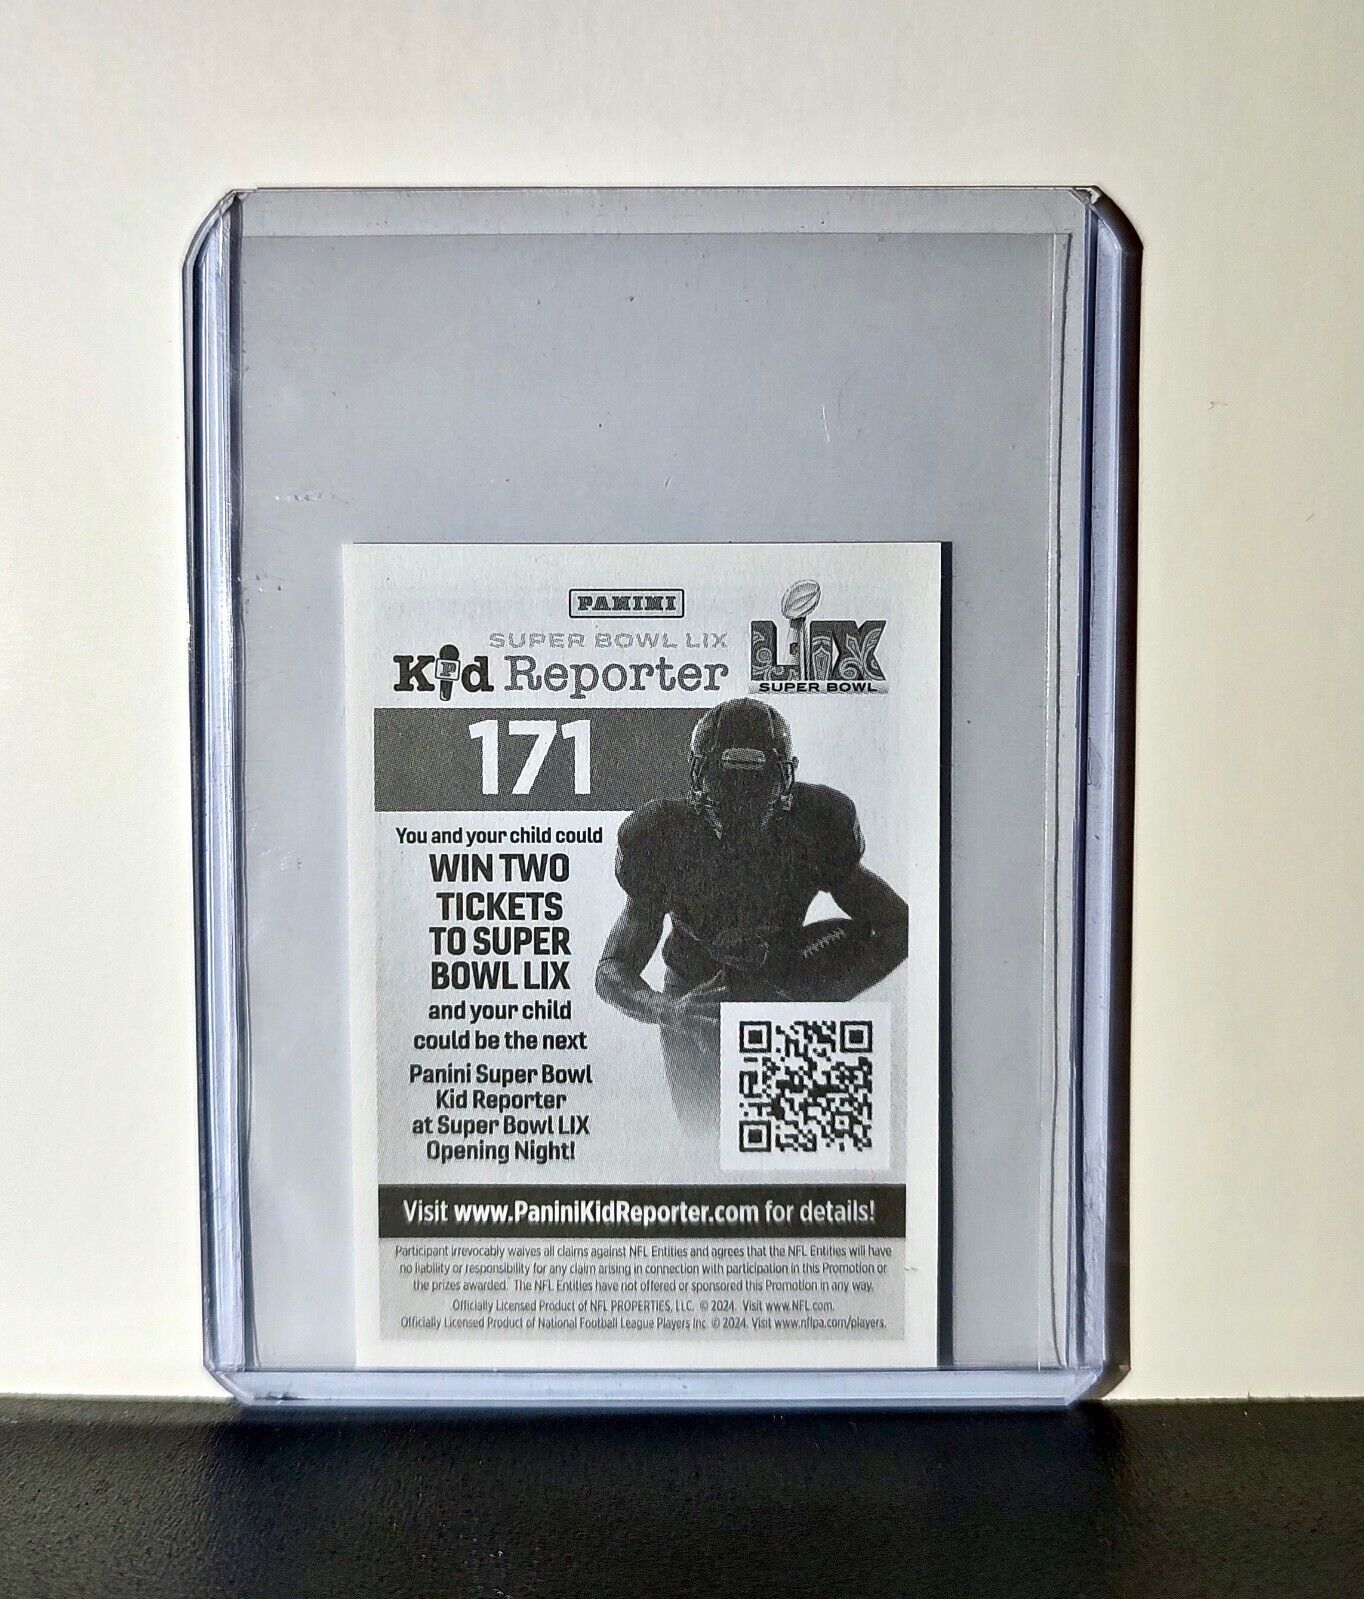 PANINI
SUPER BOWL LIX
Kid Reporter
LIX
SUPER BOWL
171
You and your child could
WIN TWO
TICKETS
TO SUPER
BOWL LIX
and your child
could be the next
Panini Super Bowl
Kid Reporter
at Super Bowl LIX
Opening Night!
Visit www.PaniniKidReporter.com for details!
Participant irrevocably waives all claims against NFL Entities and agrees that the NFL Entities will have
no liability or responsibility for any claim arising in connection with participation in this Promotion or
the prizes awarded. The NFL Entities have not offered or sponsored this Promotion in any way.
Officially Licensed Product of NFL PROPERTIES, LLC. © 2024. Visit www.NFL.com.
Officially Licensed Product of National Football League Players Inc. © 2024. Visit www.nflpa.com/players.